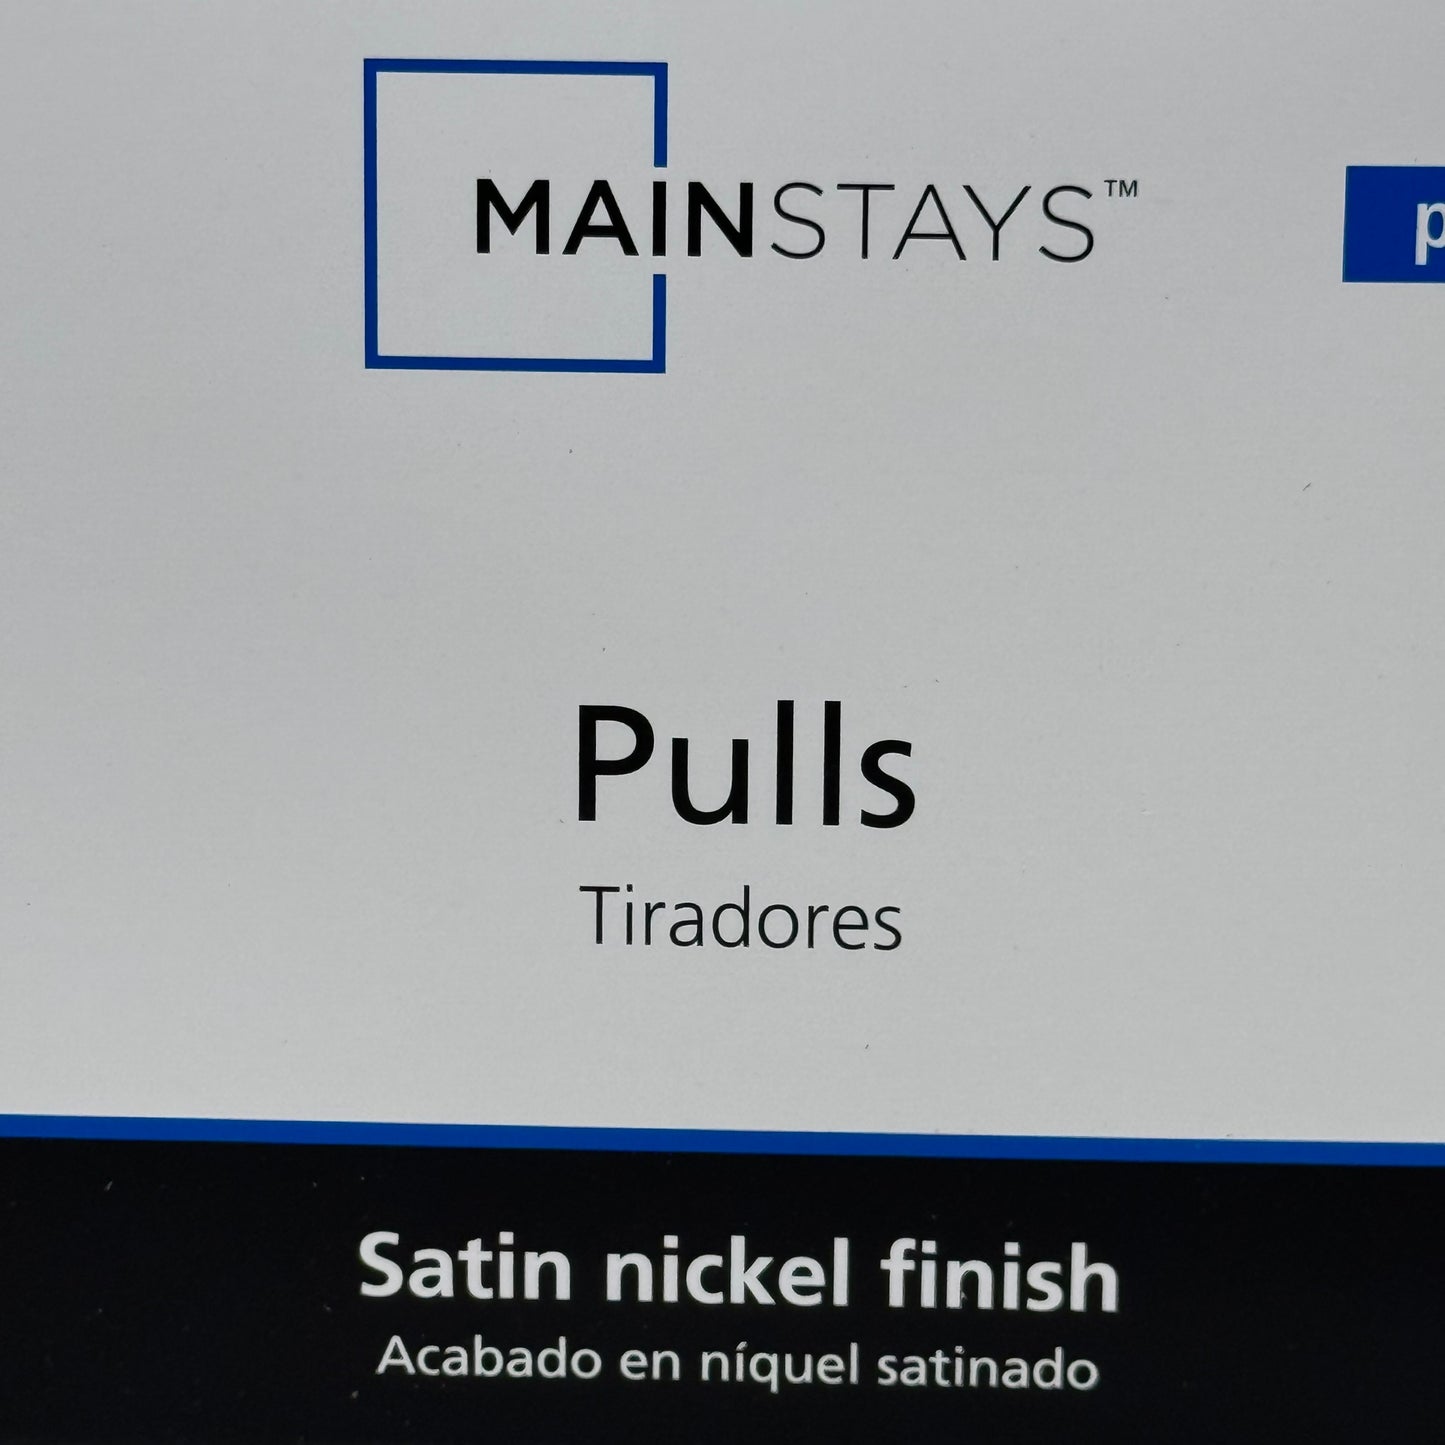 MAINSTAYS™
Pulls
Tiradores
Satin nickel finish
Acabado en níquel satinado